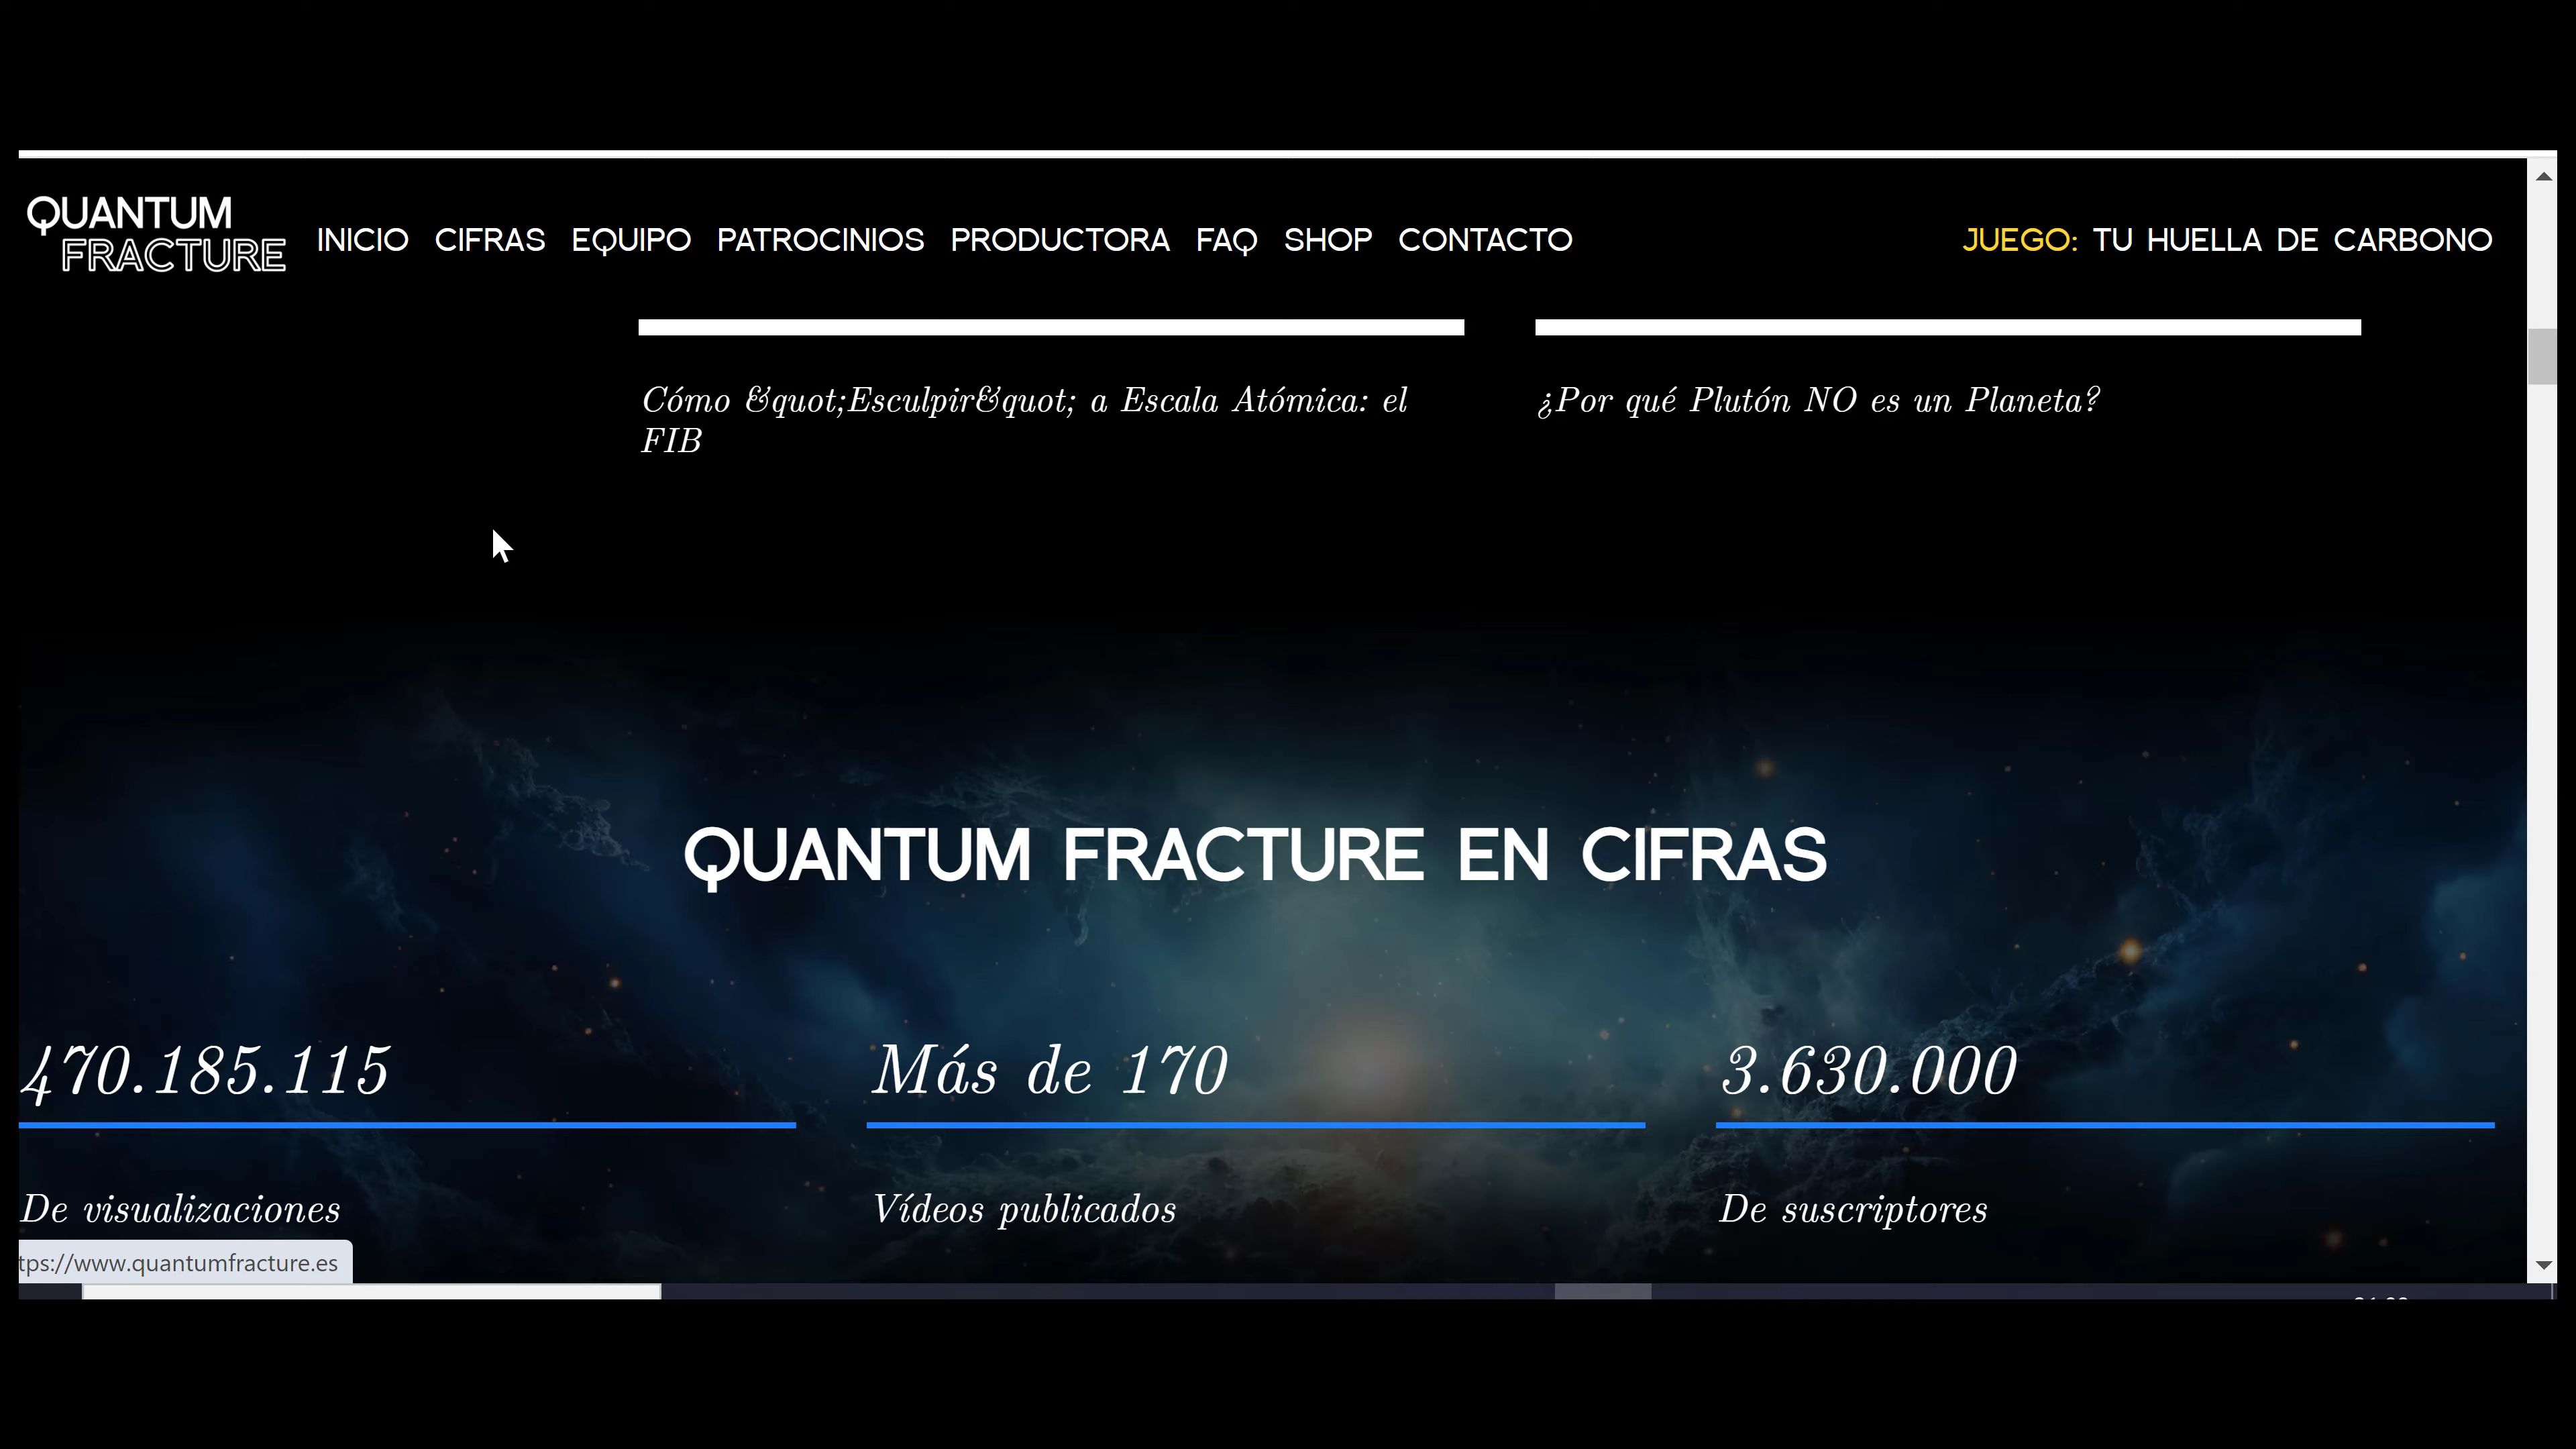 QUANTUM
FRACTURE
INICIO CIFRAS EQUIPO PATROCINIOS PRODUCTORA FAQ SHOP CONTACTO
JUEGO: TU HUELLA DE CARBONO
Cómo &quot;Esculpir&quot; a Escala Atómica: el
FIB
¿Por qué Plutón NO es un Planeta?
QUANTUM FRACTURE EN CIFRAS
470.185.115
Más de 170
3.630.000
De visualizaciones
Vídeos publicados
De suscriptores
tps://www.quantumfracture.es